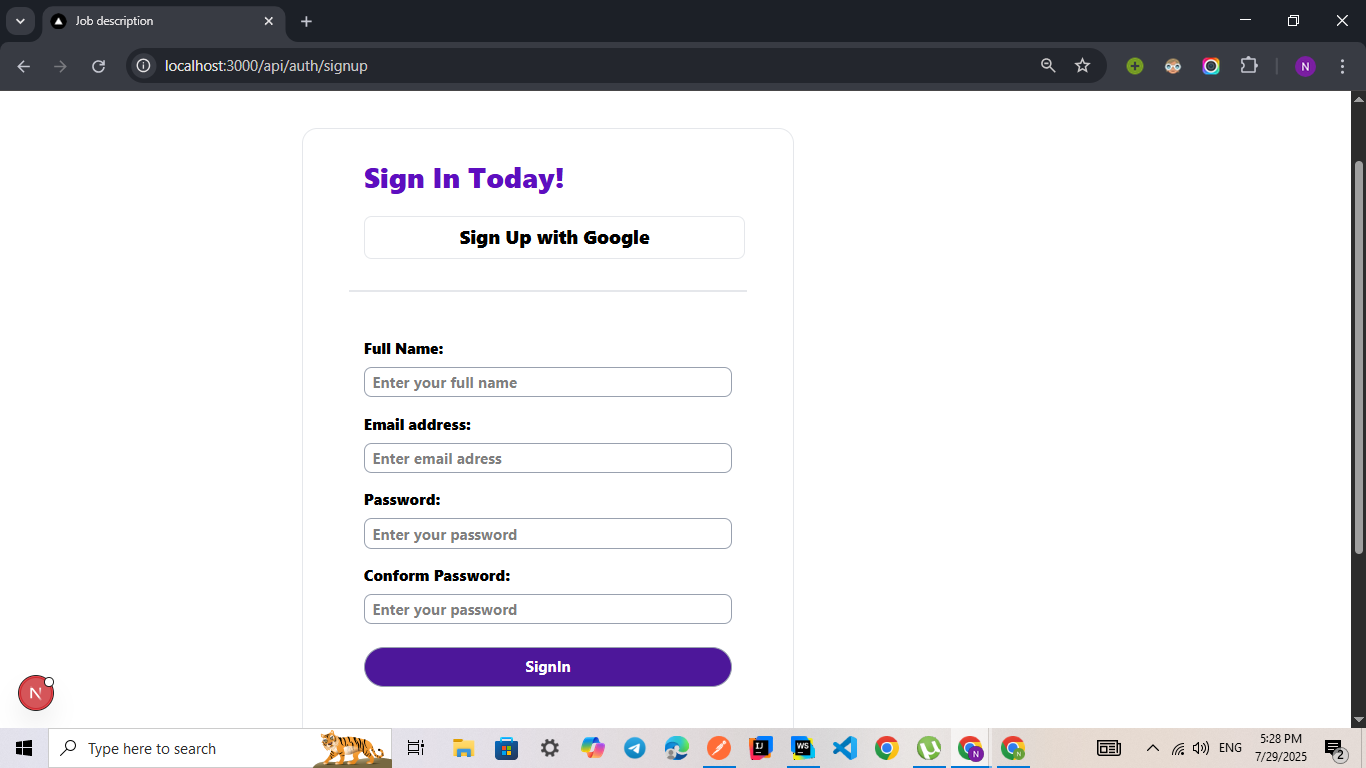 Job description
localhost:3000/api/auth/signup
N
Sign In Today!
Sign Up with Google
Full Name:
Enter your full name
Email address:
Enter email adress
Password:
Enter your password
Conform Password:
Enter your password
SignIn
N
Type here to search
IJ
WS
N
ENG
5:28 PM
7/29/2025
2